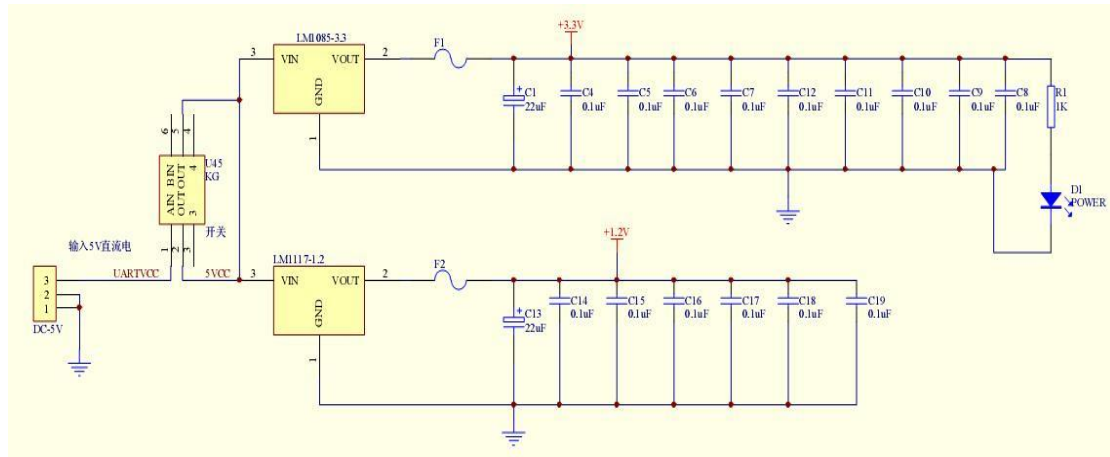 +3.3V
LM1085-3.3
3 VIN VOUT 2
GND
1
F1
C1
22uF
C4
0.1uF
C5
0.1uF
C6
0.1uF
C7
0.1uF
C12
0.1uF
C11
0.1uF
C10
0.1uF
C9
0.1uF
C8
0.1uF
R1
1K
D1
POWER
6 5 4
AIN BIN 4
OUT OUT 3
1 2 3
U45
KG
开关
输入5V直流电
UARTVCC
5VCC
3
2
1
DC-5V
LM1117-1.2
3 VIN VOUT 2
GND
1
F2
+1.2V
C13
22uF
C14
0.1uF
C15
0.1uF
C16
0.1uF
C17
0.1uF
C18
0.1uF
C19
0.1uF